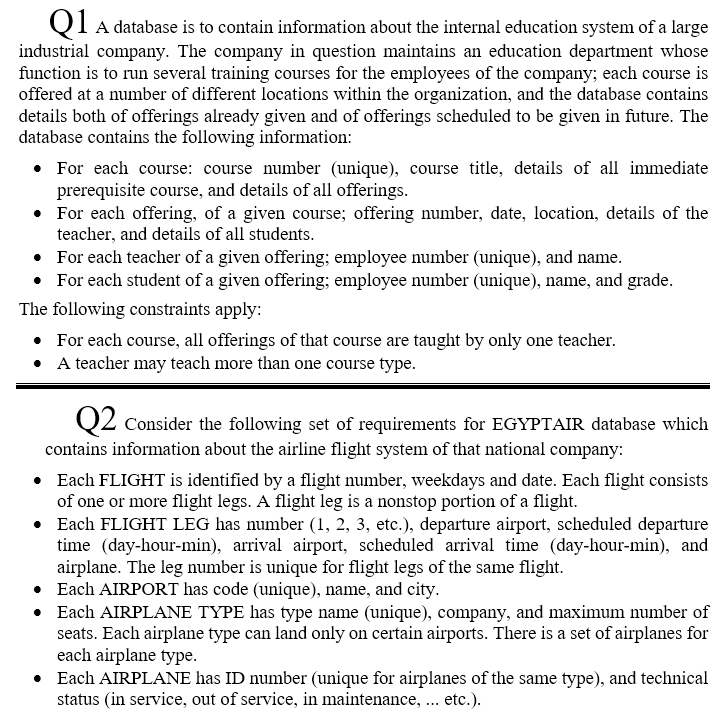 Q1 A database is to contain information about the internal education system of a large
industrial company. The company in question maintains an education department whose
function is to run several training courses for the employees of the company; each course is
offered at a number of different locations within the organization, and the database contains
details both of offerings already given and of offerings scheduled to be given in future. The
database contains the following information:
• For each course: course number (unique), course title, details of all immediate
prerequisite course, and details of all offerings.
• For each offering, of a given course; offering number, date, location, details of the
teacher, and details of all students.
• For each teacher of a given offering; employee number (unique), and name.
• For each student of a given offering; employee number (unique), name, and grade.
The following constraints apply:
• For each course, all offerings of that course are taught by only one teacher.
• A teacher may teach more than one course type.
Q2 Consider the following set of requirements for EGYPTAIR database which
contains information about the airline flight system of that national company:
• Each FLIGHT is identified by a flight number, weekdays and date. Each flight consists
of one or more flight legs. A flight leg is a nonstop portion of a flight.
• Each FLIGHT LEG has number (1, 2, 3, etc.), departure airport, scheduled departure
time (day-hour-min), arrival airport, scheduled arrival time (day-hour-min), and
airplane. The leg number is unique for flight legs of the same flight.
• Each AIRPORT has code (unique), name, and city.
• Each AIRPLANE TYPE has type name (unique), company, and maximum number of
seats. Each airplane type can land only on certain airports. There is a set of airplanes for
each airplane type.
• Each AIRPLANE has ID number (unique for airplanes of the same type), and technical
status (in service, out of service, in maintenance, ... etc.).